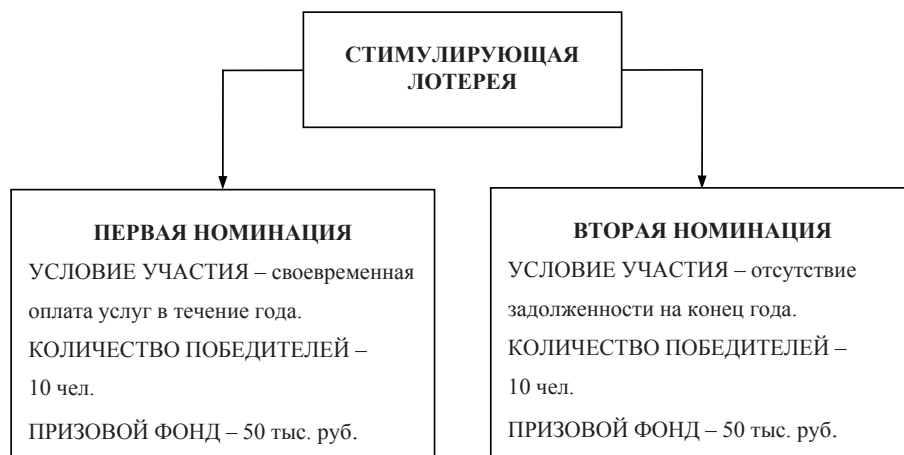 СТИМУЛИРУЮЩАЯ
ЛОТЕРЕЯ
ПЕРВАЯ НОМИНАЦИЯ
УСЛОВИЕ УЧАСТИЯ – своевременная
оплата услуг в течение года.
КОЛИЧЕСТВО ПОБЕДИТЕЛЕЙ –
10 чел.
ПРИЗОВОЙ ФОНД – 50 тыс. руб.
ВТОРАЯ НОМИНАЦИЯ
УСЛОВИЕ УЧАСТИЯ – отсутствие
задолженности на конец года.
КОЛИЧЕСТВО ПОБЕДИТЕЛЕЙ –
10 чел.
ПРИЗОВОЙ ФОНД – 50 тыс. руб.